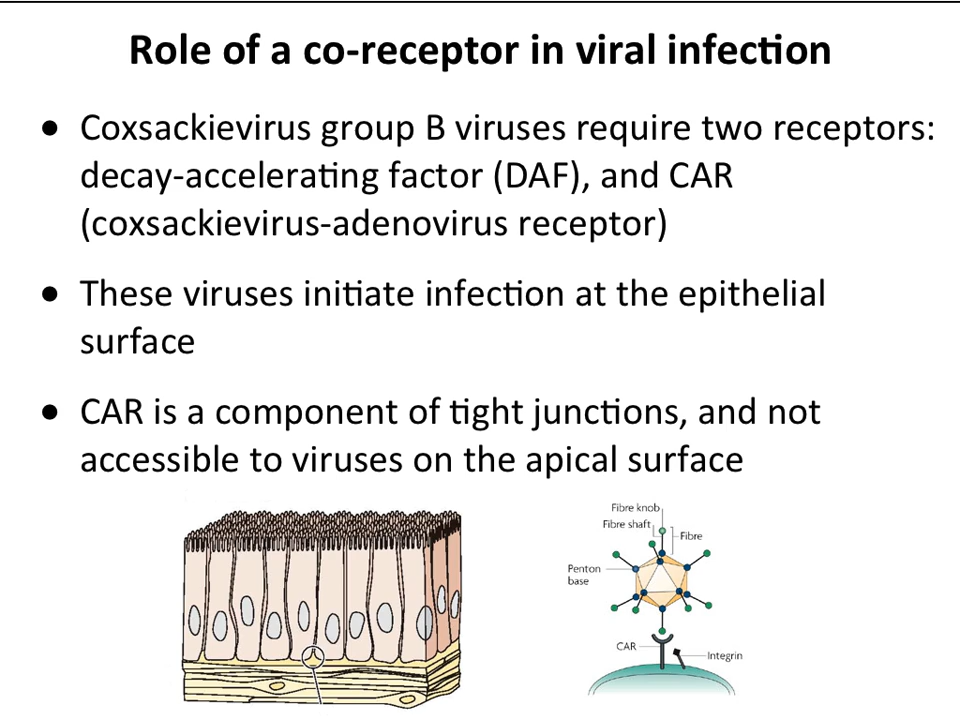 Role of a co-receptor in viral infection
• Coxsackievirus group B viruses require two receptors:
decay-accelerating factor (DAF), and CAR
(coxsackievirus-adenovirus receptor)
• These viruses initiate infection at the epithelial
surface
• CAR is a component of tight junctions, and not
accessible to viruses on the apical surface
Fibre knob
Fibre shaft
Fibre
Penton
base
CAR
Integrin